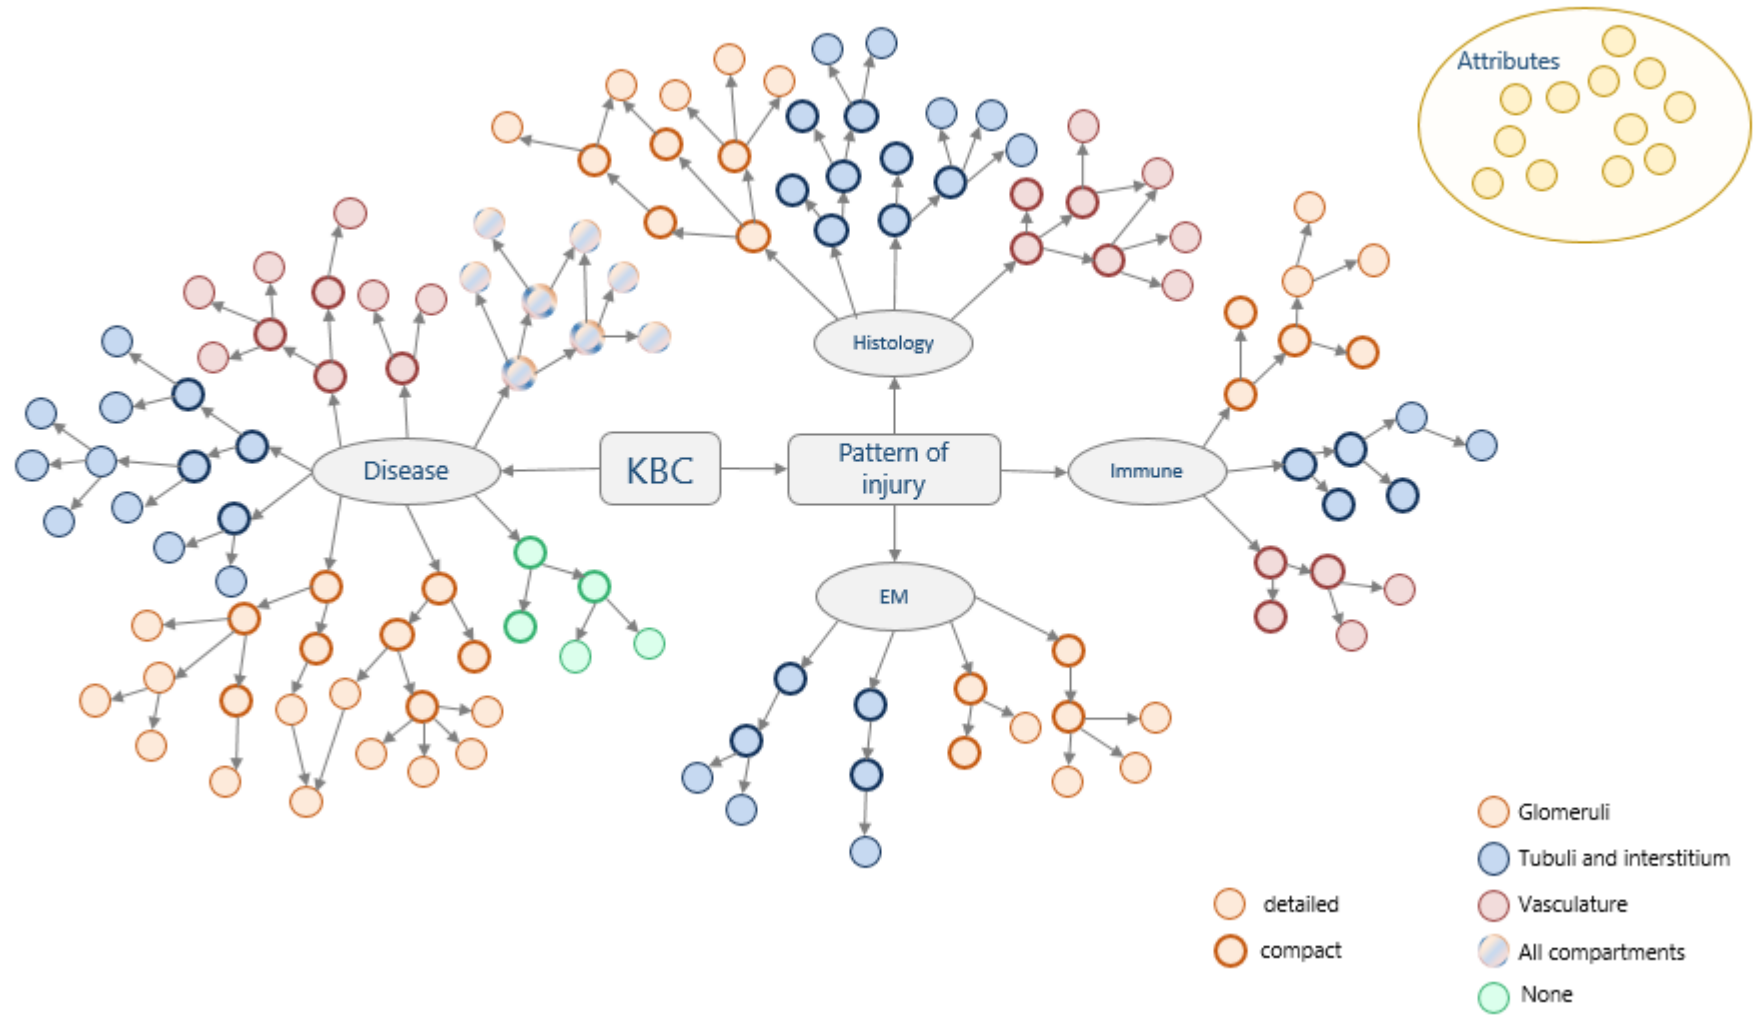 Attributes
Histology
Disease
KBC
Pattern of
injury
Immune
EM
Glomeruli
Tubuli and interstitium
detailed
Vasculature
compact
All compartments
None